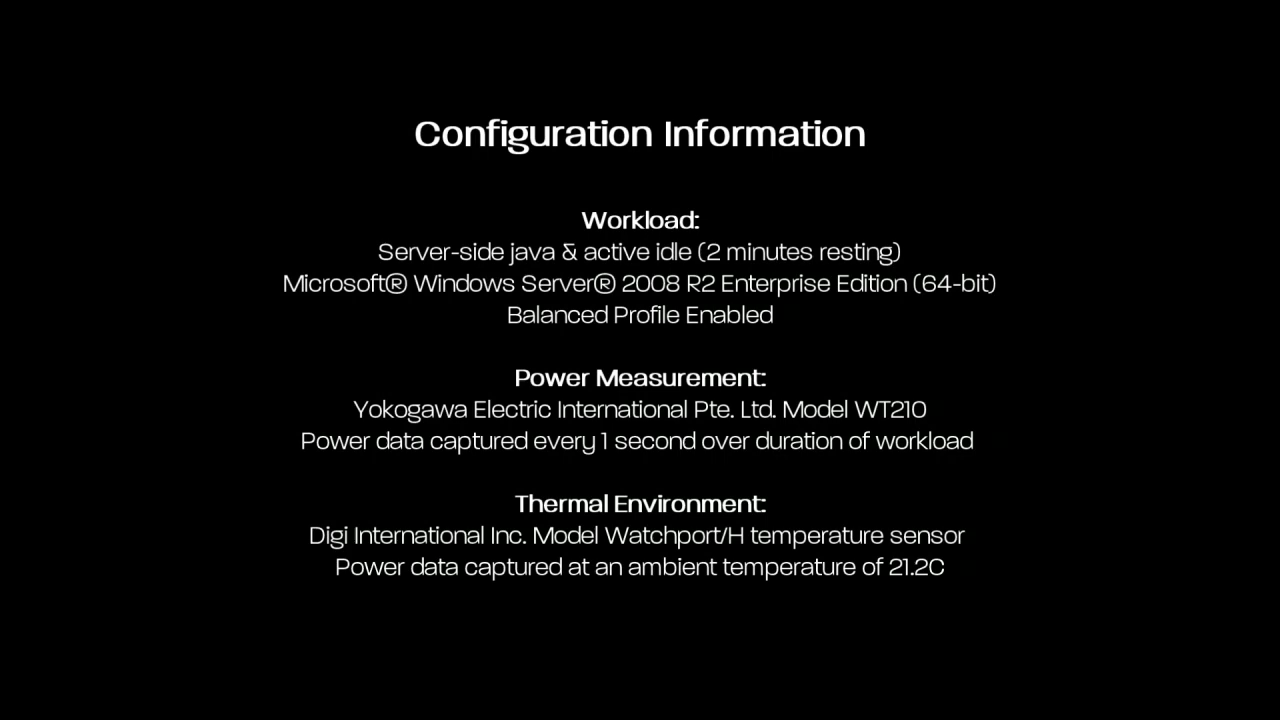 Configuration Information
Workload:
Server-side java & active idle (2 minutes resting)
Microsoft® Windows Server® 2008 R2 Enterprise Edition (64-bit)
Balanced Profile Enabled
Power Measurement:
Yokogawa Electric International Pte. Ltd. Model WT210
Power data captured every 1 second over duration of workload
Thermal Environment:
Digi International Inc. Model Watchport/H temperature sensor
Power data captured at an ambient temperature of 21.2C